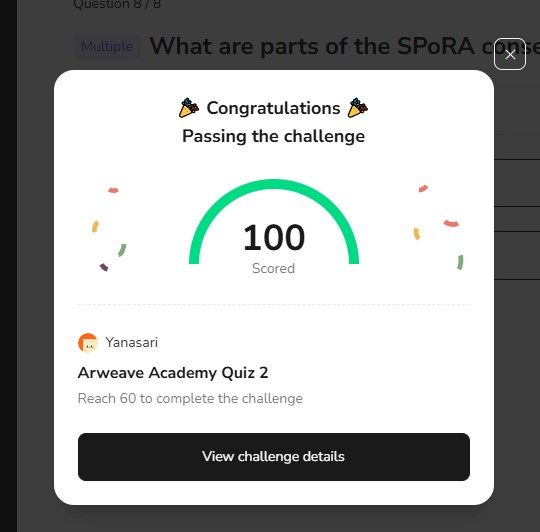 Question 8 / 8
Multiple What are parts of the SPoRA conse
Congratulations
Passing the challenge
100
Scored
Yanasari
Arweave Academy Quiz 2
Reach 60 to complete the challenge
View challenge details